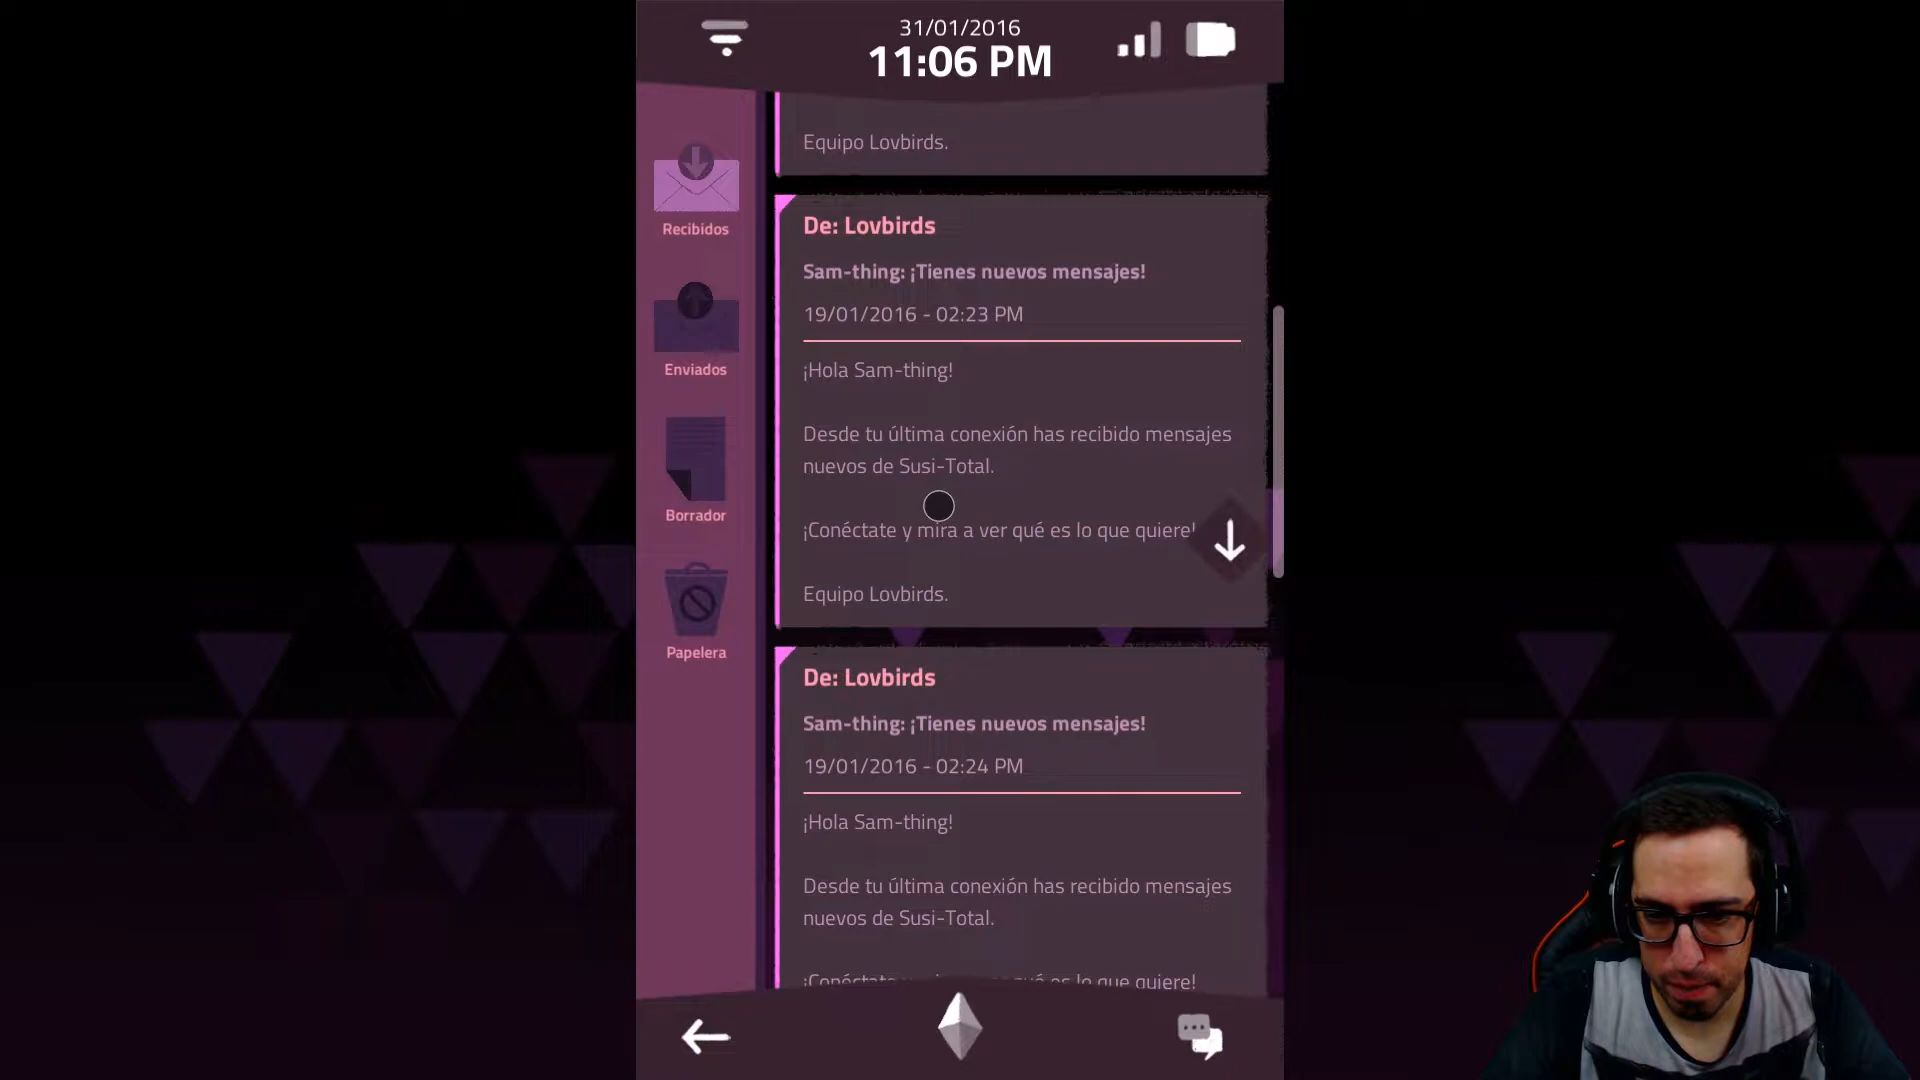 31/01/2016
11:06 PM
Equipo Lovbirds.
Recibidos
Enviados
Borrador
Papelera
De: Lovbirds
Sam-thing: ¡Tienes nuevos mensajes!
19/01/2016 - 02:23 PM
¡Hola Sam-thing!
Desde tu última conexión has recibido mensajes
nuevos de Susi-Total.
¡Conéctate y mira a ver qué es lo que quiere!
Equipo Lovbirds.
De: Lovbirds
Sam-thing: ¡Tienes nuevos mensajes!
19/01/2016 - 02:24 PM
¡Hola Sam-thing!
Desde tu última conexión has recibido mensajes
nuevos de Susi-Total.
¡Conéctate qué es lo que quiere!